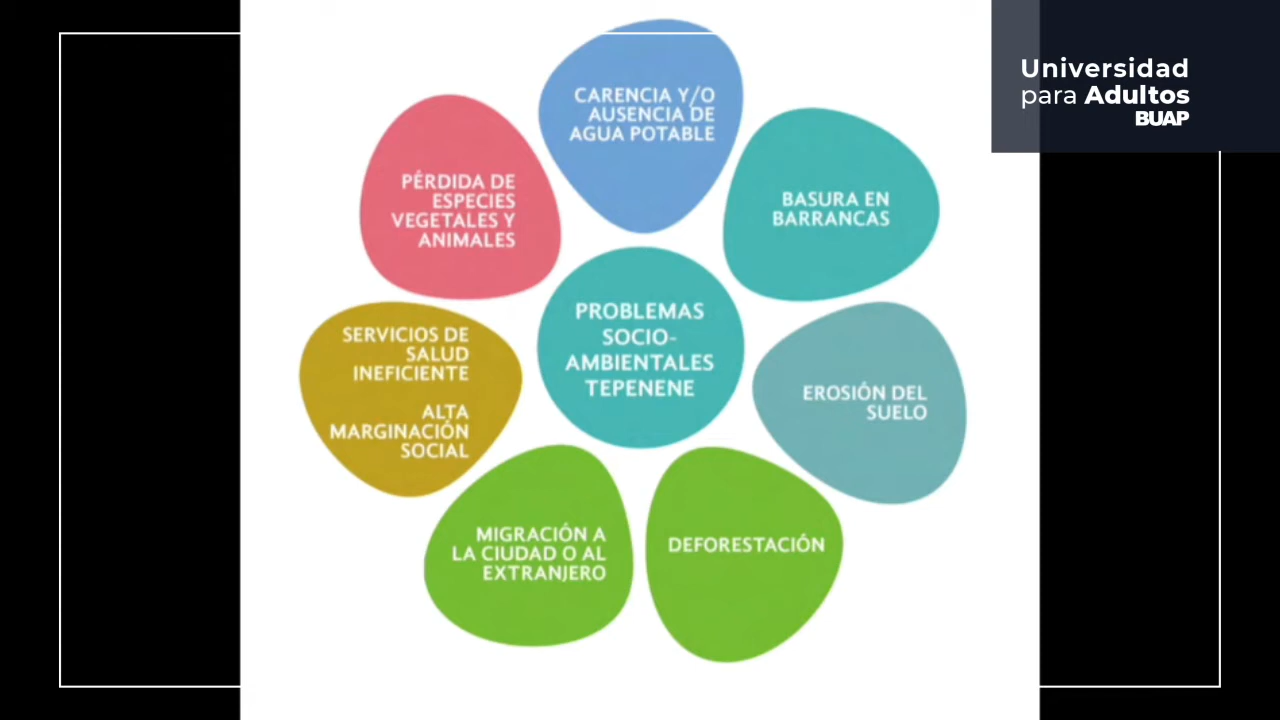 Universidad
para Adultos
BUAP
CARENCIA Y/O
AUSENCIA DE
AGUA POTABLE
BASURA EN
BARRANCAS
EROSIÓN DEL
SUELO
DEFORESTACIÓN
MIGRACIÓN A
LA CIUDAD O AL
EXTRANJERO
SERVICIOS DE
SALUD
INEFICIENTE
ALTA
MARGINACIÓN
SOCIAL
PÉRDIDA DE
ESPECIES
VEGETALES Y
ANIMALES
PROBLEMAS
SOCIO-
AMBIENTALES
TEPENENE